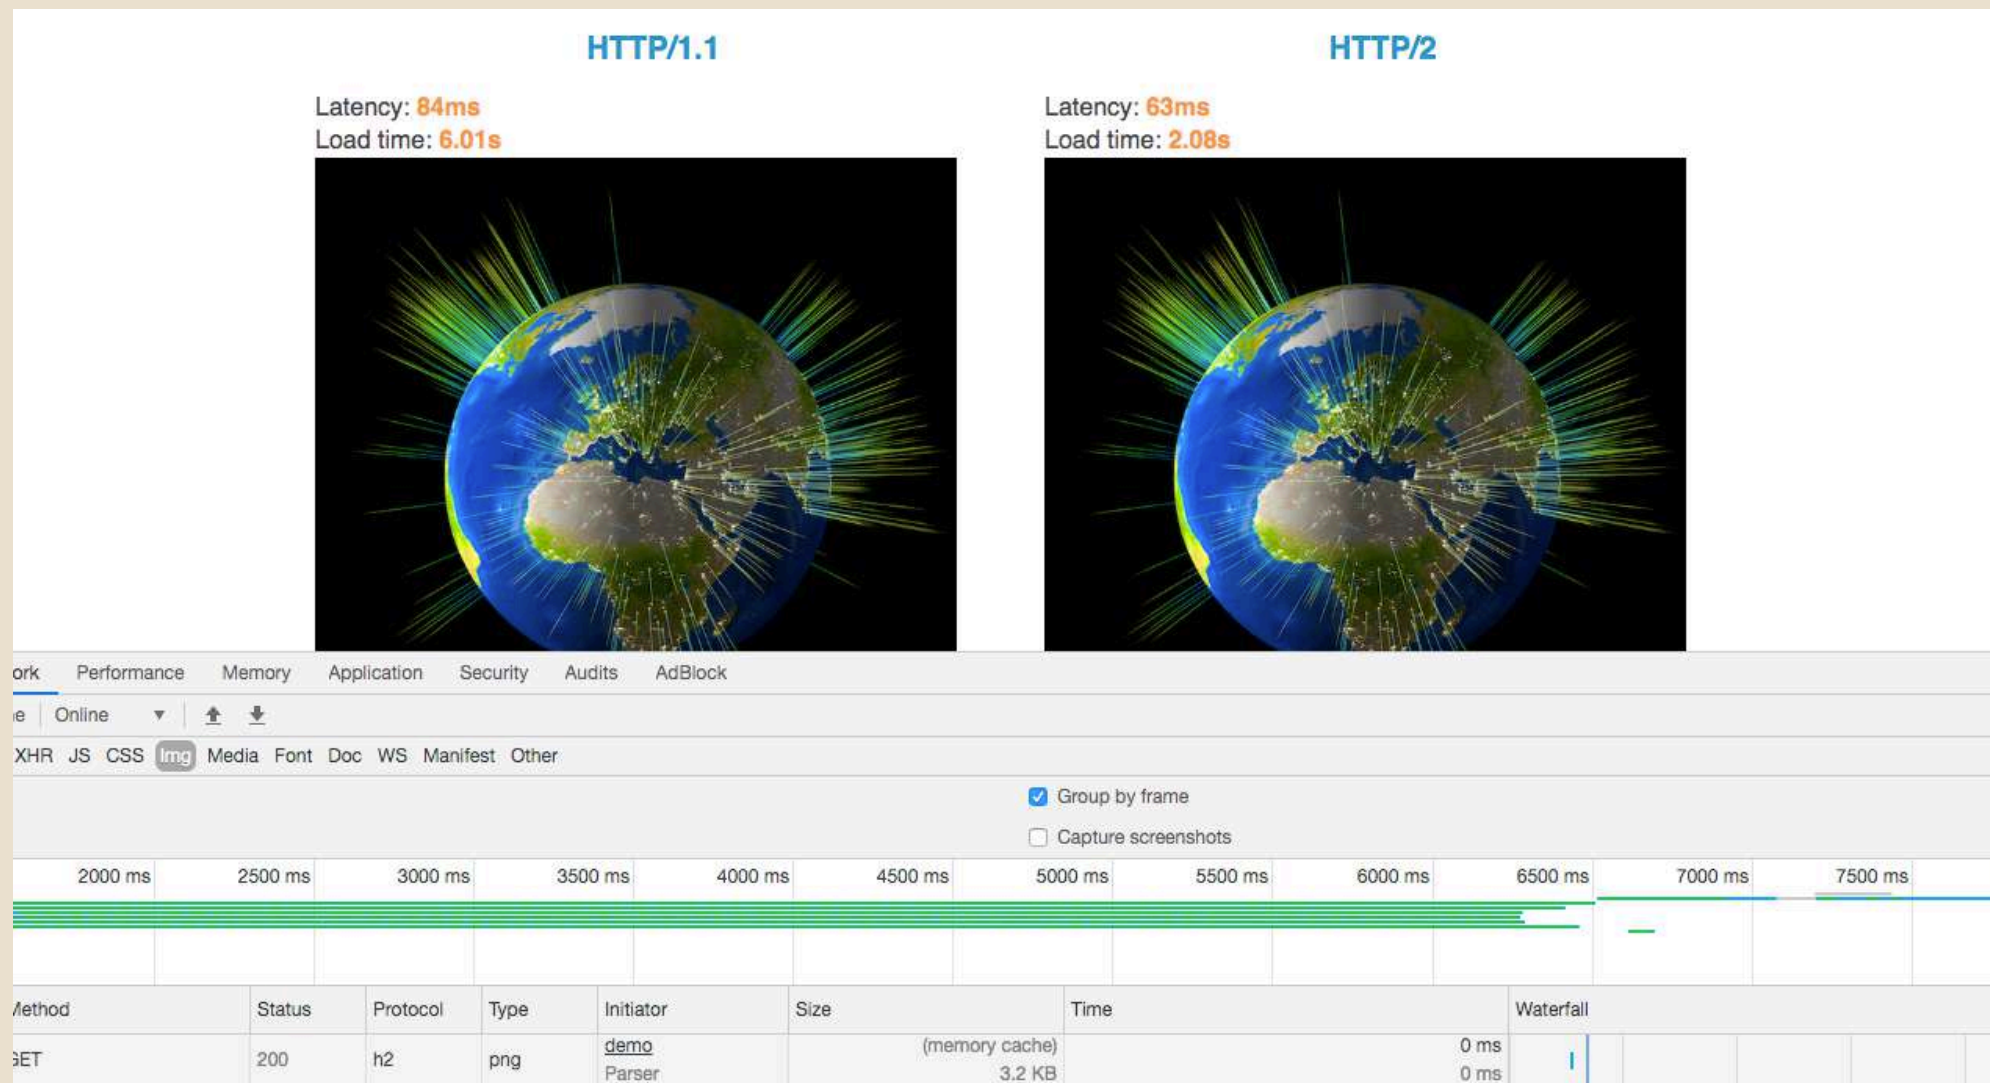 HTTP/1.1
Latency: 84ms
Load time: 6.01s
HTTP/2
Latency: 63ms
Load time: 2.08s
ork Performance Memory Application Security Audits AdBlock
e Online
XHR JS CSS Img Media Font Doc WS Manifest Other
Group by frame
Capture screenshots
2000 ms 2500 ms 3000 ms 3500 ms 4000 ms 4500 ms 5000 ms 5500 ms 6000 ms 6500 ms 7000 ms 7500 ms
Method Status Protocol Type Initiator Size Time Waterfall
GET 200 h2 png demo (memory cache) 0 ms
Parser 3.2 KB 0 ms